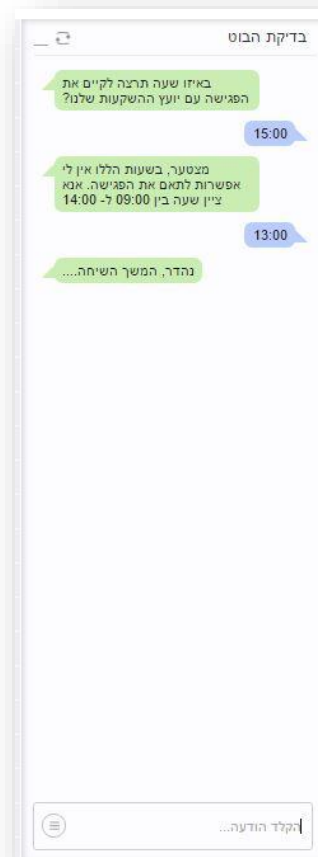 בדיקת הבוט
באיזו שעה תרצה לקיים את
הפגישה עם יועץ ההשקעות שלנו?
15:00
מצטער, בשעות הללו אין לי
אפשרות לתאם את הפגישה. אנא
ציין שעה בין 09:00 ל- 14:00
13:00
נהדר, המשך השיחה....
הקלד הודעה...